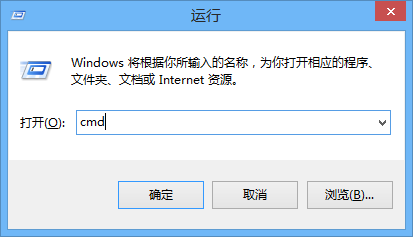 运行
Windows 将根据你所输入的名称，为你打开相应的程序、
文件夹、文档或 Internet 资源。
打开(O): cmd
确定 取消 浏览(B)...